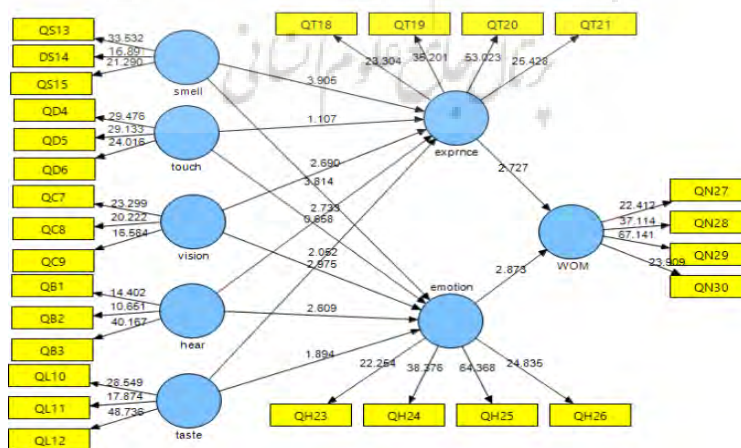 QS13
33.532
DS14
16.891
QS15
21.290
smell
QD4
29.476
QD5
29.133
QD6
24.016
touch
QC7
23.299
QC8
20.222
QC9
16.564
vision
QB1
14.402
QB2
10.651
QB3
40.167
hear
QL10
28.549
QL11
17.874
QL12
48.736
taste
QT18
QT19
QT20
QT21
23.304
35.201
53.023
25.428
exprnce
3.906
1.107
2.690
3.814
2.733
0.658
2.052
2.975
2.609
1.894
emotion
22.254
38.376
64.368
24.835
QH23
QH24
QH25
QH26
2.727
2.873
WOM
22.412
QN27
37.114
QN28
67.141
QN29
23.909
QN30